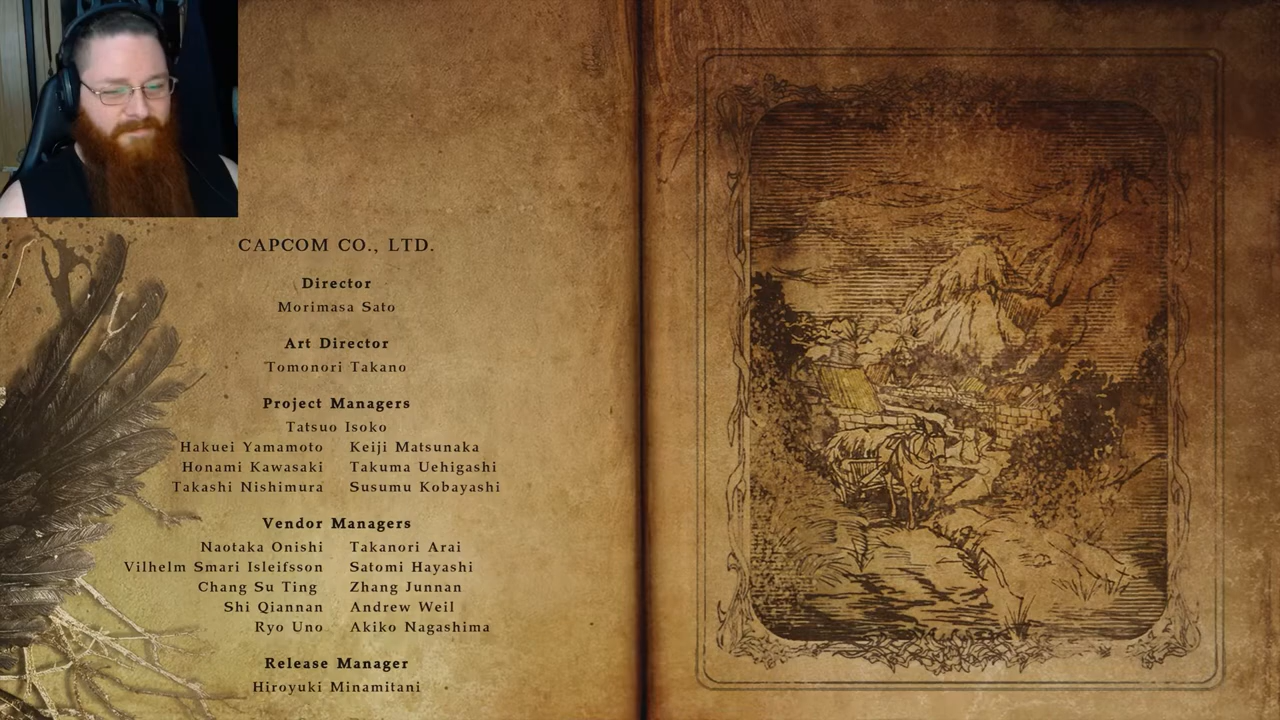 CAPCOM CO., LTD.
Director
Morimasa Sato
Art Director
Tomonori Takano
Project Managers
Tatsuo Isoko
Hakuei Yamamoto Keiji Matsunaka
Honami Kawasaki Takuma Uehigashi
Takashi Nishimura Susumu Kobayashi
Vendor Managers
Naotaka Onishi Takanori Arai
Vilhelm Smari Isleifsson Satomi Hayashi
Chang Su Ting Zhang Junnan
Shi Qiannan Andrew Weil
Ryo Uno Akiko Nagashima
Release Manager
Hiroyuki Minamitani